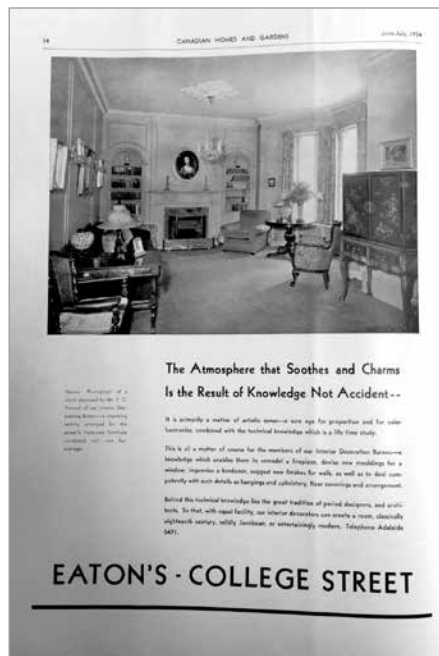 14
CANADIAN HOMES AND GARDENS
June-July, 1934
The Atmosphere that Soothes and Charms
Is the Result of Knowledge Not Accident--
It is primarily a matter of artistic sense—a sure eye for proportion and for color
harmonies, combined with the technical knowledge which is a life time study.
This is all a matter of course for the members of our Interior Decoration Bureau—a
knowledge which enables them to remodel a fireplace, devise new mouldings for a
window, improvise a bookcase, suggest new finishes for walls, as well as to deal com-
petently with such details as hangings and upholstery, floor coverings and arrangement.
Behind this technical knowledge lies the great tradition of period designers, and archi-
tects. So that, with equal facility, our interior decorators can create a room, classically
eighteenth century, solidly Jacobean, or entertainingly modern. Telephone Adelaide
5471.
EATON'S - COLLEGE STREET